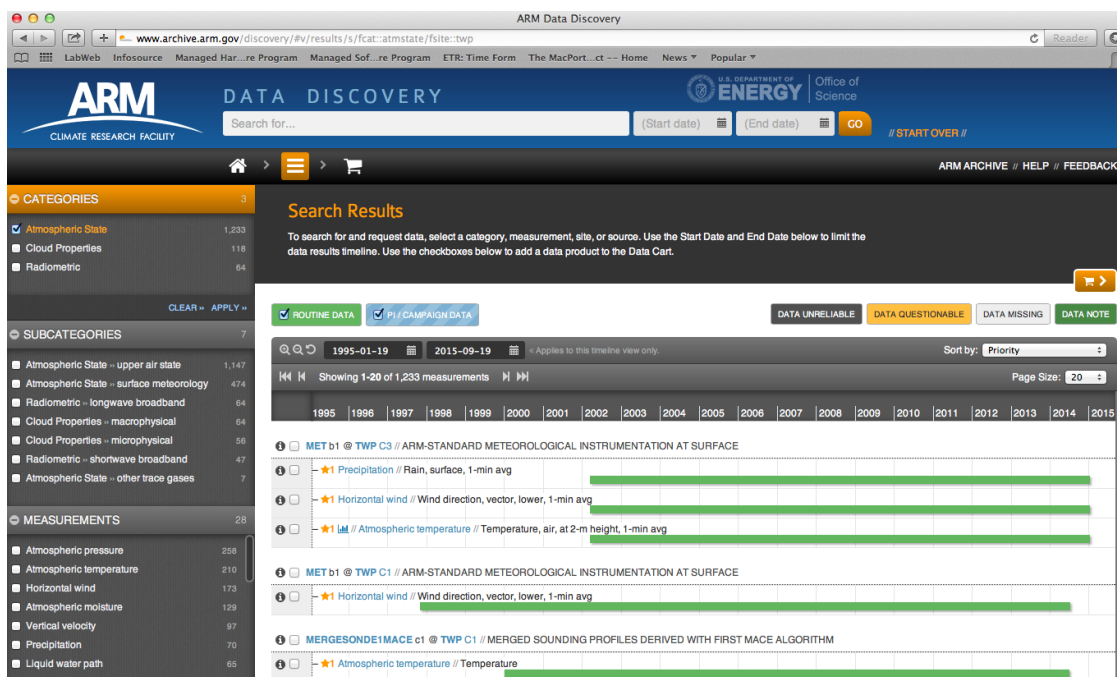 ARM Data Discovery
www.archive.arm.gov/discovery/#v/results/s/fcat::atmstate/fsite::twp
Reader
LabWeb Infosource Managed Har...re Program Managed Sof...re Program ETR: Time Form The MacPort...ct -- Home News Popular
ARM
CLIMATE RESEARCH FACILITY
DATA DISCOVERY
U.S. DEPARTMENT OF
ENERGY
Office of
Science
Search for...
(Start date)
(End date)
GO
// START OVER //
ARM ARCHIVE // HELP // FEEDBACK
CATEGORIES 3
Atmospheric State 1,233
Cloud Properties 118
Radiometric 64
CLEAR » APPLY »
SUBCATEGORIES 7
Atmospheric State » upper air state 1,147
Atmospheric State » surface meteorology 474
Radiometric » longwave broadband 64
Cloud Properties » macrophysical 64
Cloud Properties » microphysical 56
Radiometric » shortwave broadband 47
Atmospheric State » other trace gases 7
MEASUREMENTS 28
Atmospheric pressure 258
Atmospheric temperature 210
Horizontal wind 173
Atmospheric moisture 129
Vertical velocity 97
Precipitation 70
Liquid water path 65
Search Results
To search for and request data, select a category, measurement, site, or source. Use the Start Date and End Date below to limit the
data results timeline. Use the checkboxes below to add a data product to the Data Cart.
ROUTINE DATA
PI / CAMPAIGN DATA
DATA UNRELIABLE
DATA QUESTIONABLE
DATA MISSING
DATA NOTE
1995-01-19 2015-09-19 « Applies to this timeline view only.
Sort by: Priority
Showing 1-20 of 1,233 measurements
Page Size: 20
1995 1996 1997 1998 1999 2000 2001 2002 2003 2004 2005 2006 2007 2008 2009 2010 2011 2012 2013 2014 2015
MET b1 @ TWP C3 // ARM-STANDARD METEOROLOGICAL INSTRUMENTATION AT SURFACE
1 Precipitation // Rain, surface, 1-min avg
1 Horizontal wind // Wind direction, vector, lower, 1-min avg
1 // Atmospheric temperature // Temperature, air, at 2-m height, 1-min avg
MET b1 @ TWP C1 // ARM-STANDARD METEOROLOGICAL INSTRUMENTATION AT SURFACE
1 Horizontal wind // Wind direction, vector, lower, 1-min avg
MERGESONDE1MACE c1 @ TWP C1 // MERGED SOUNDING PROFILES DERIVED WITH FIRST MACE ALGORITHM
1 Atmospheric temperature // Temperature